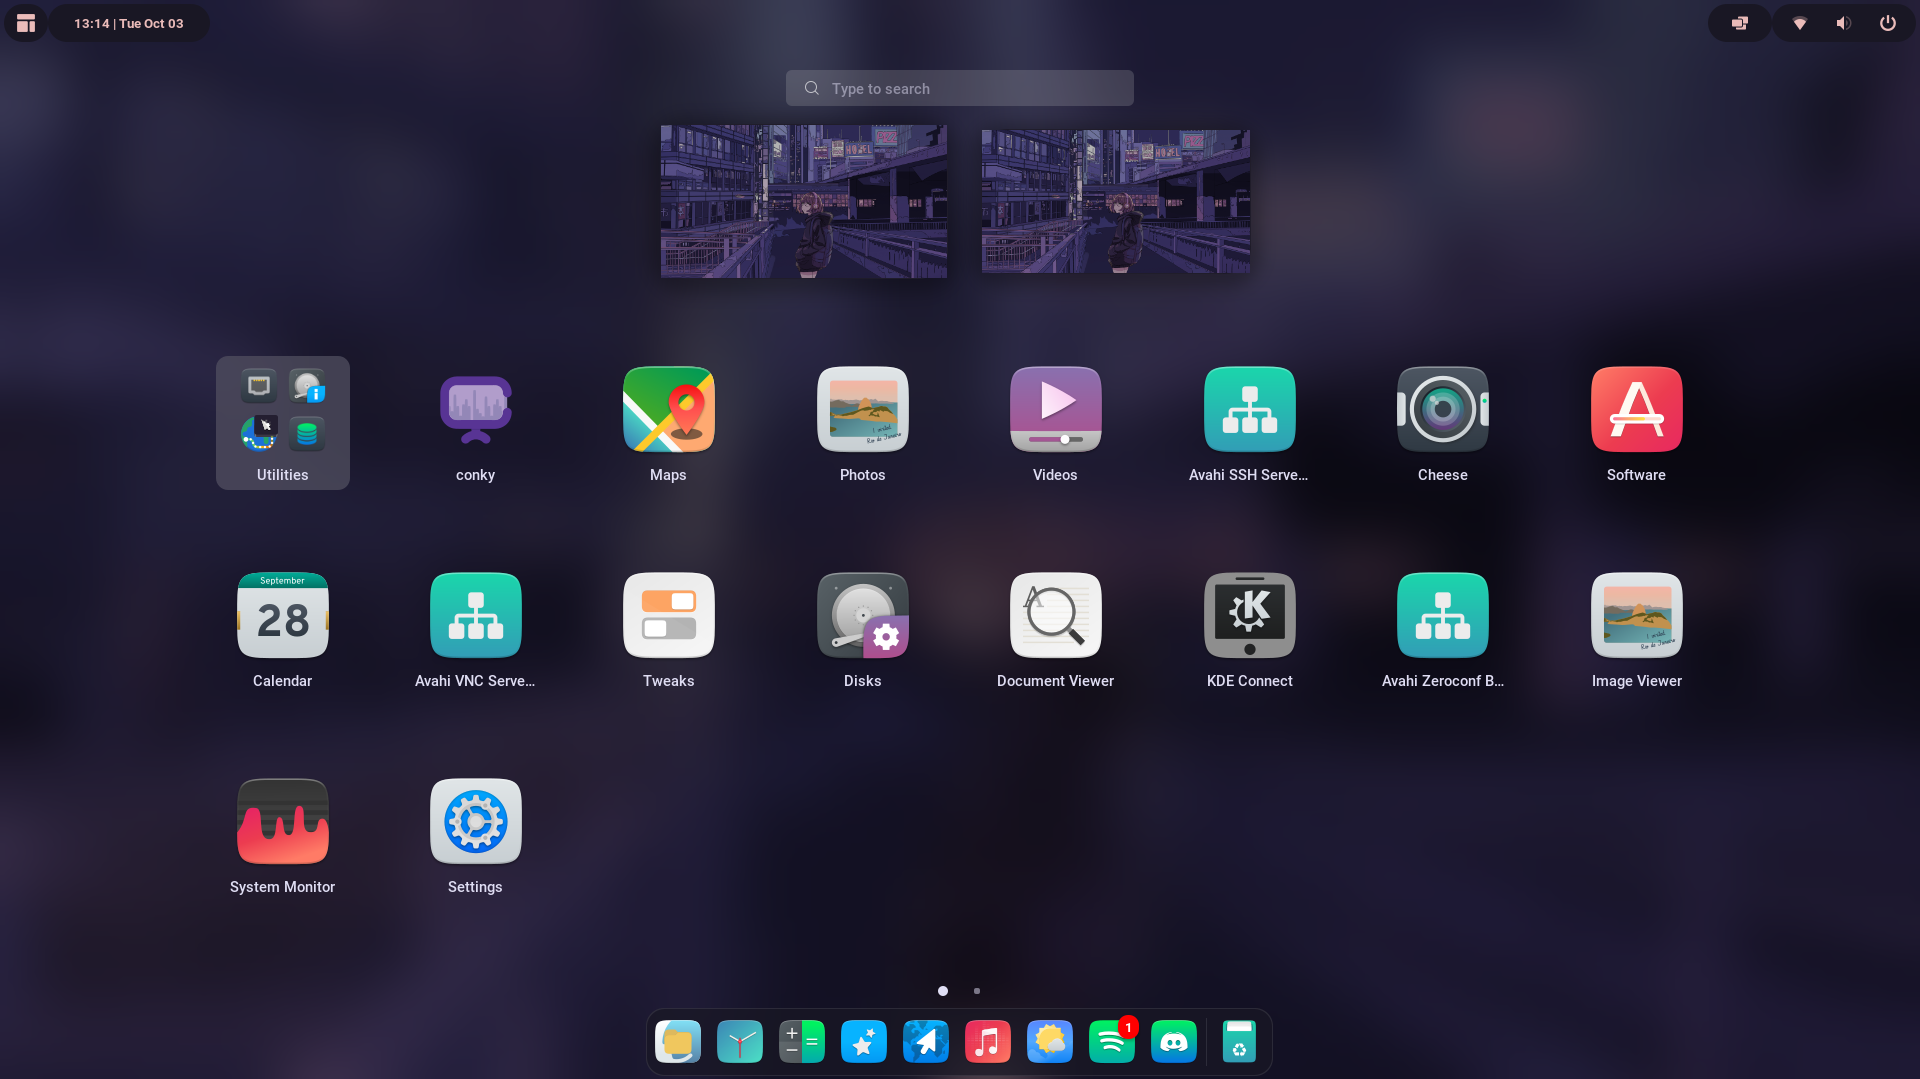 13:14 | Tue Oct 03
Type to search
Utilities
conky
Maps
Photos
Videos
Avahi SSH Serve...
Cheese
Software
September
28
Calendar
Avahi VNC Serve...
Tweaks
Disks
Document Viewer
KDE Connect
Avahi Zeroconf B...
Image Viewer
System Monitor
Settings
1